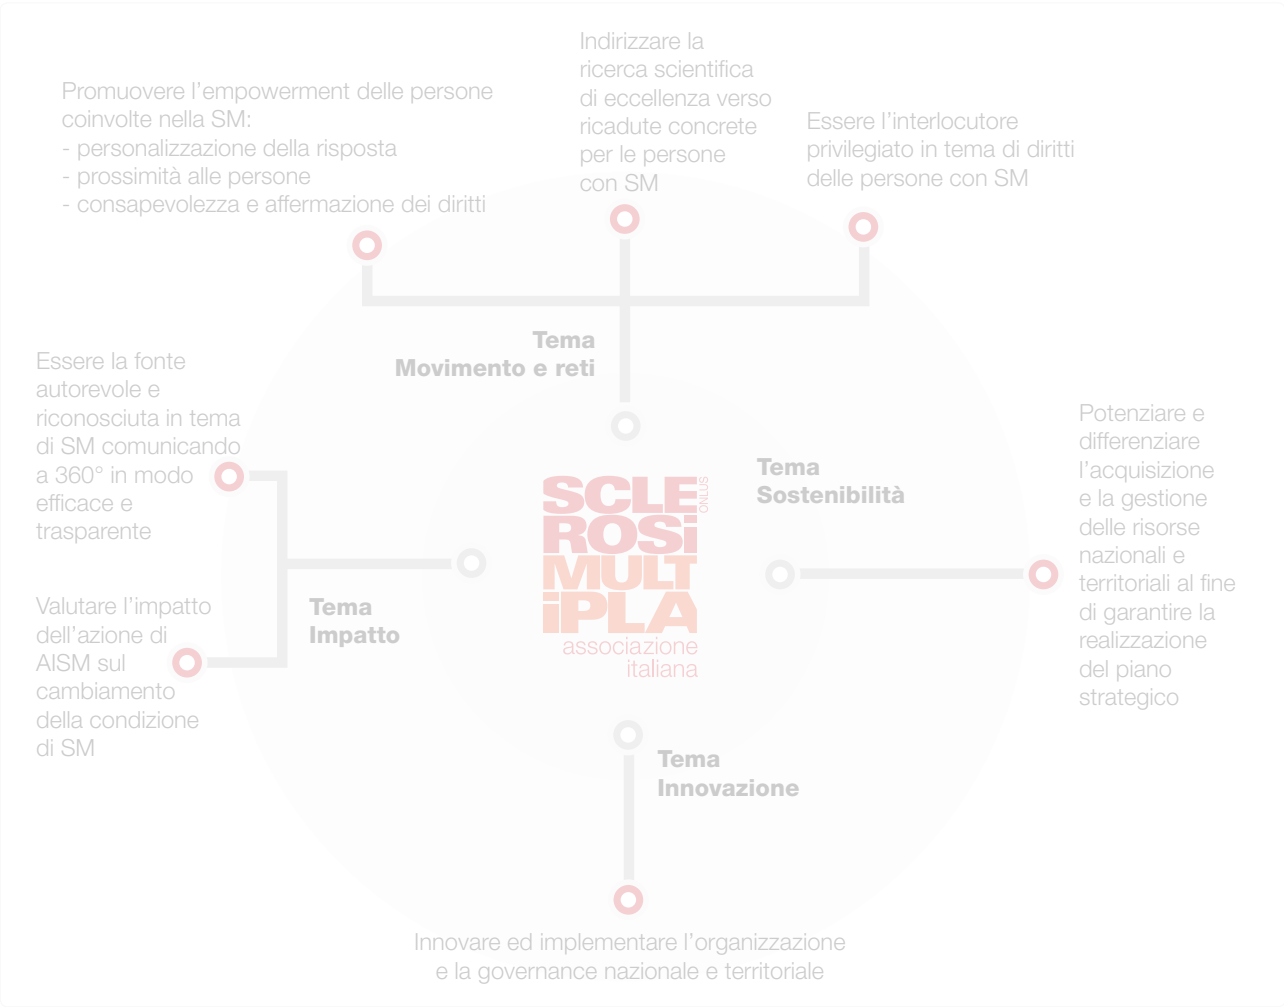 Indirizzare la
ricerca scientifica
di eccellenza verso
ricadute concrete
per le persone
con SM
Promuovere l'empowerment delle persone
coinvolte nella SM:
- personalizzazione della risposta
- prossimità alle persone
- consapevolezza e affermazione dei diritti
Essere l'interlocutore
privilegiato in tema di diritti
delle persone con SM
Tema
Movimento e reti
Essere la fonte
autorevole e
riconosciuta in tema
di SM comunicando
a 360° in modo
efficace e
trasparente
Tema
Sostenibilità
Potenziare e
differenziare
l'acquisizione
e la gestione
delle risorse
nazionali e
territoriali al fine
di garantire la
realizzazione
del piano
strategico
SCLE
ROSi
MULT
iPLA
ONLUS
associazione
italiana
Valutare l'impatto
dell'azione di
AISM sul
cambiamento
della condizione
di SM
Tema
Impatto
Tema
Innovazione
Innovare ed implementare l'organizzazione
e la governance nazionale e territoriale